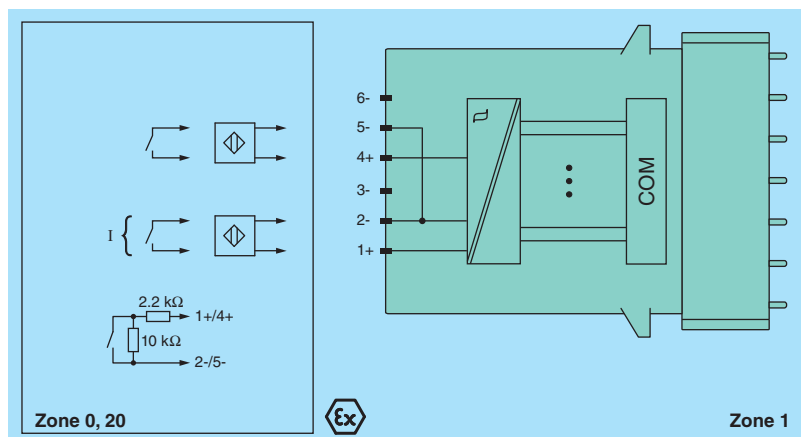 6-
5-
4+
3-
2-
1+
COM
I {
2.2 kΩ
1+/4+
10 kΩ
2-/5-
Zone 0, 20
Ex
Zone 1